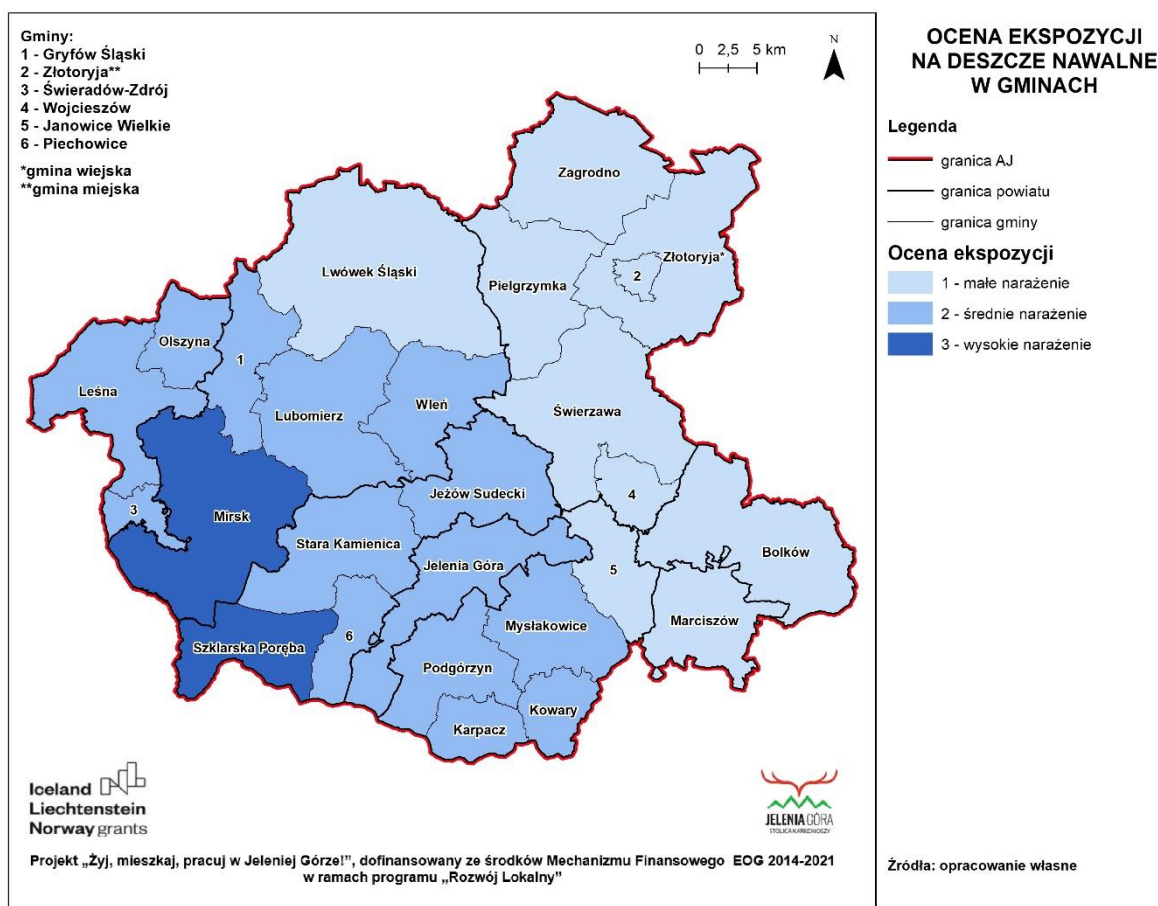 Gminy:
1 - Gryfów Śląski
2 - Złotoryja**
3 - Świeradów-Zdrój
4 - Wojcieszów
5 - Janowice Wielkie
6 - Piechowice
*gmina wiejska
**gmina miejska
0 2,5 5 km
N
OCENA EKSPOZYCJI
NA DESZCZE NAWALNE
W GMINACH
Legenda
granica AJ
granica powiatu
granica gminy
Ocena ekspozycji
1 - małe narażenie
2 - średnie narażenie
3 - wysokie narażenie
Zagrodno
Złotoryja*
2
Pielgrzymka
Lwówek Śląski
Olszyna
1
Leśna
Lubomierz
Wleń
Świerzawa
4
Jeżów Sudecki
3
Mirsk
Stara Kamienica
Jelenia Góra
Bolków
5
Marciszów
Mysłakowice
6
Szklarska Poręba
Podgórzyn
Kowary
Karpacz
Iceland
Liechtenstein
Norway grants
JELENIA GÓRA
STOLICA KARKONOSZY
Projekt „Żyj, mieszkaj, pracuj w Jeleniej Górze!”, dofinansowany ze środków Mechanizmu Finansowego EOG 2014-2021
w ramach programu „Rozwój Lokalny”
Źródła: opracowanie własne